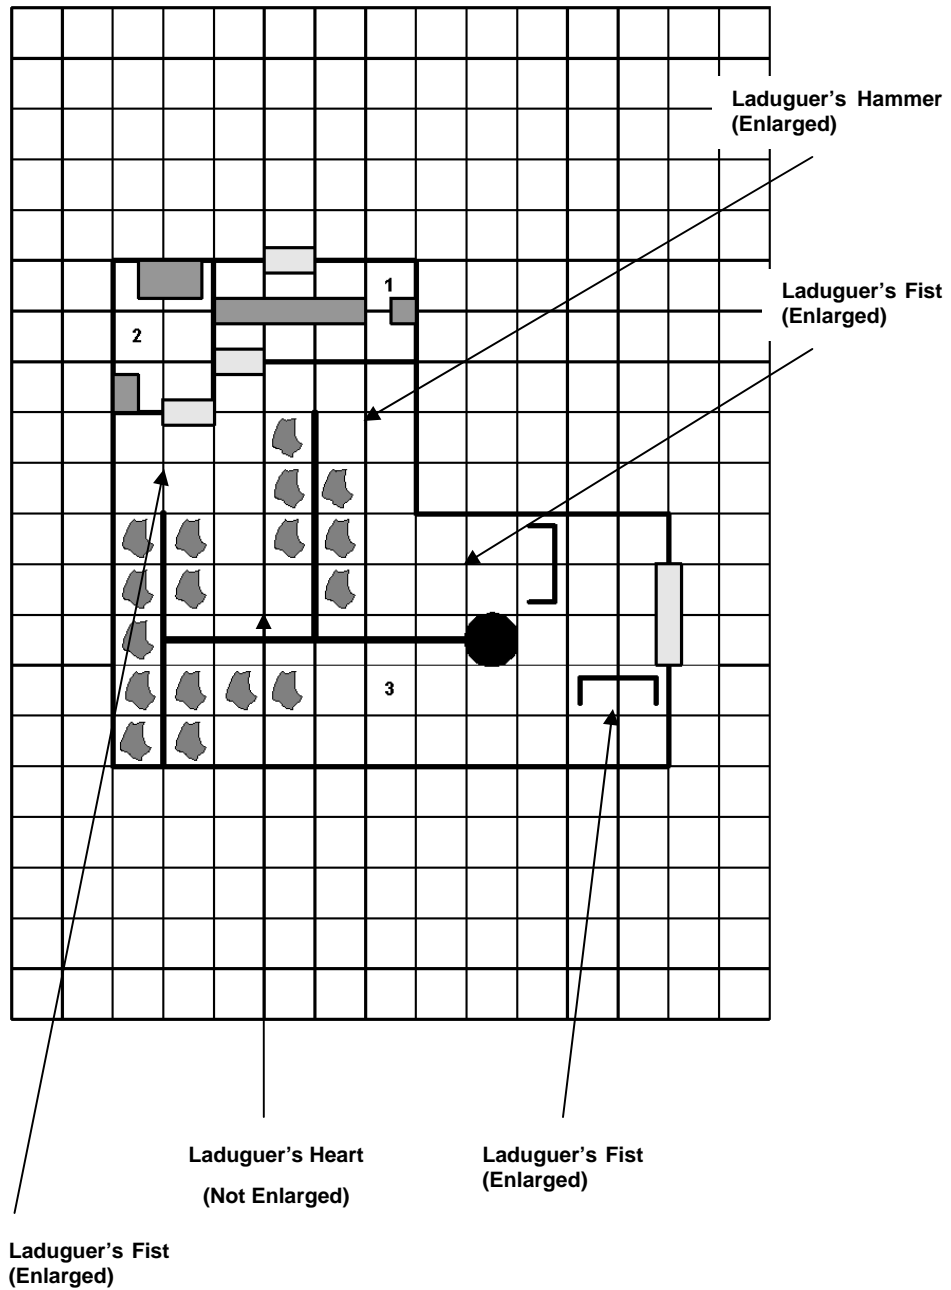 Laduguer's Hammer
(Enlarged)
1
Laduguer's Fist
(Enlarged)
2
3
Laduguer's Heart
(Not Enlarged)
Laduguer's Fist
(Enlarged)
Laduguer's Fist
(Enlarged)